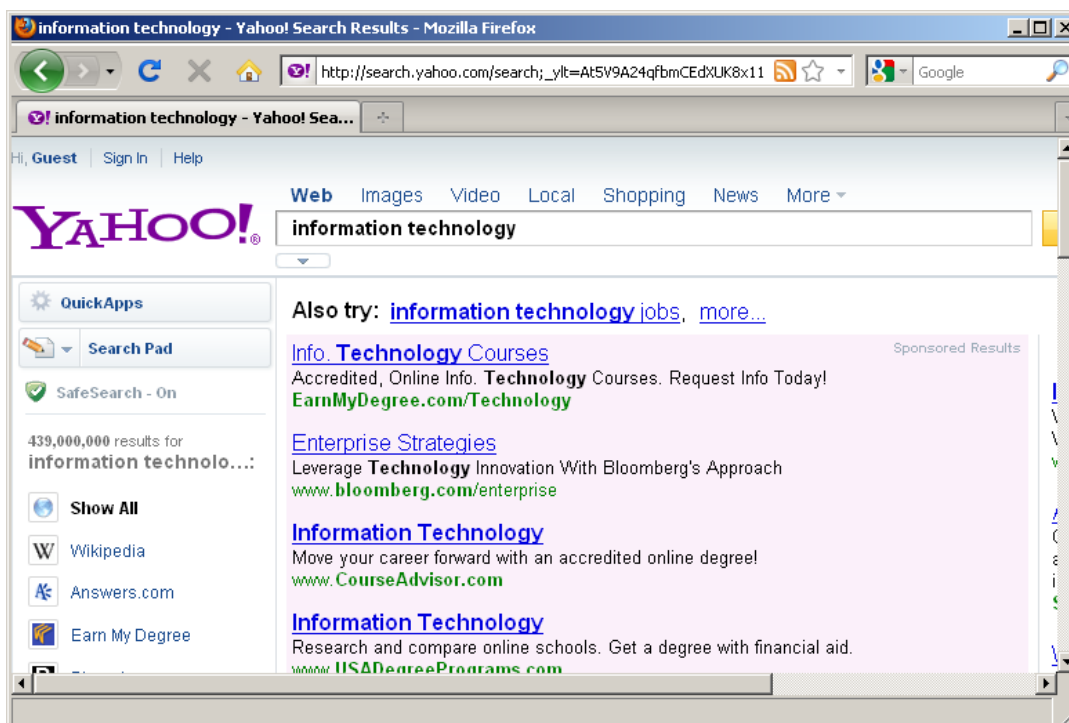 information technology - Yahoo! Search Results - Mozilla Firefox
http://search.yahoo.com/search;_ylt=At5V9A24qfbmCEdXUK8x11
Google
information technology - Yahoo! Sea...
Hi, Guest Sign In Help
Web Images Video Local Shopping News More
YAHOO!
information technology
QuickApps
Search Pad
SafeSearch - On
439,000,000 results for
information technolo...:
Show All
Wikipedia
Answers.com
Earn My Degree
Also try: information technology jobs, more...
Sponsored Results
Info. Technology Courses
Accredited, Online Info. Technology Courses. Request Info Today!
EarnMyDegree.com/Technology
Enterprise Strategies
Leverage Technology Innovation With Bloomberg's Approach
www.bloomberg.com/enterprise
Information Technology
Move your career forward with an accredited online degree!
www.CourseAdvisor.com
Information Technology
Research and compare online schools. Get a degree with financial aid.
www.USADegreePrograms.com